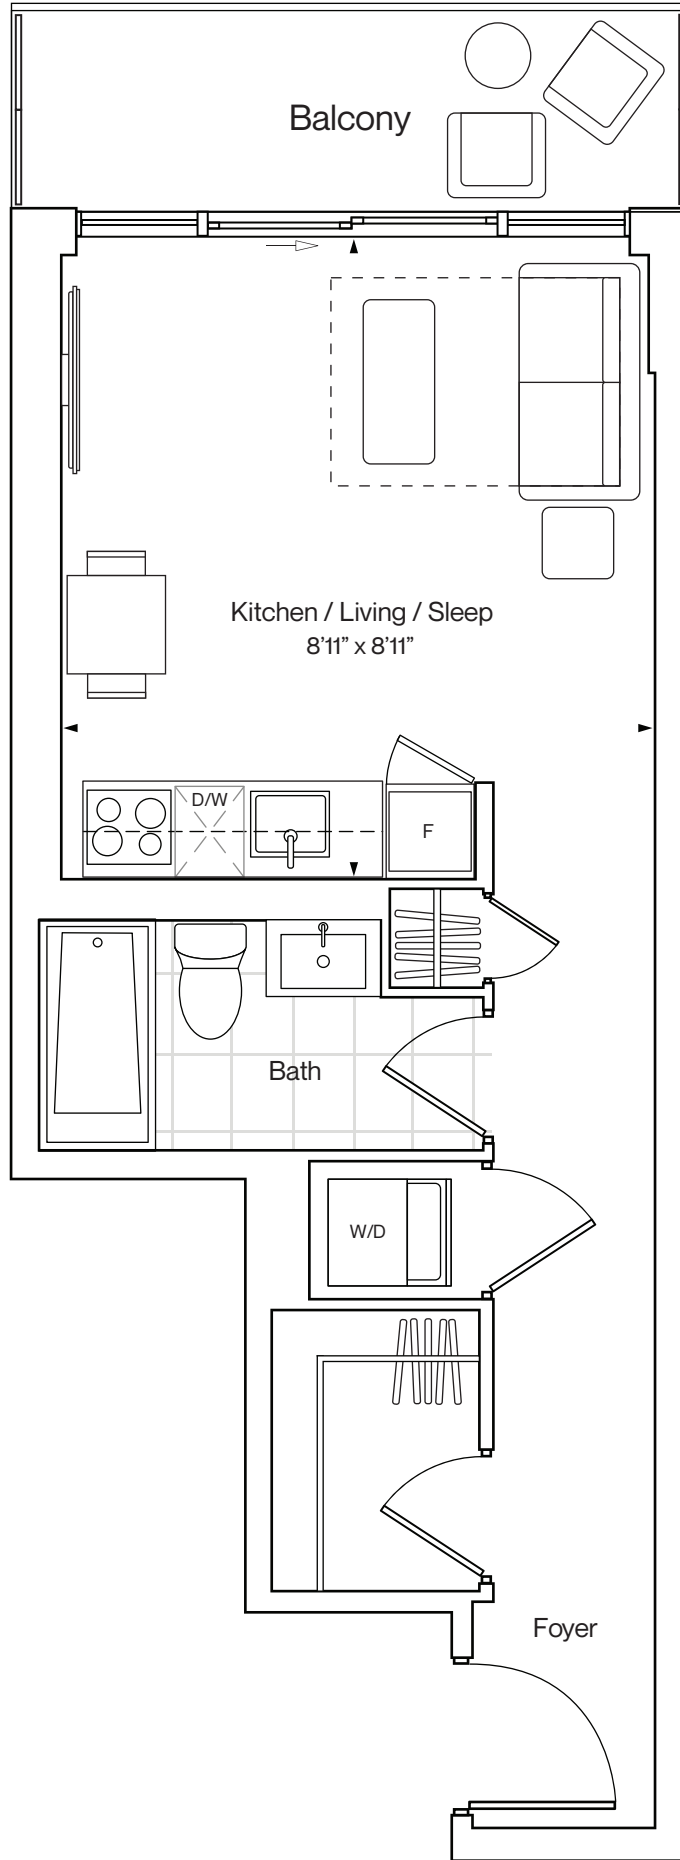 Balcony
Kitchen / Living / Sleep
8’11” x 8’11”
D/W
F
Bath
W/D
Foyer